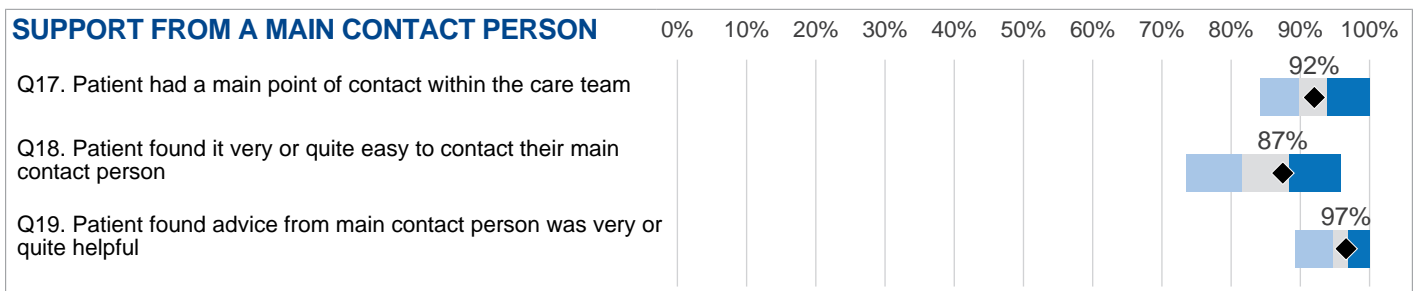 SUPPORT FROM A MAIN CONTACT PERSON 0% 10% 20% 30% 40% 50% 60% 70% 80% 90% 100%
92%
Q17. Patient had a main point of contact within the care team
87%
Q18. Patient found it very or quite easy to contact their main
contact person
97%
Q19. Patient found advice from main contact person was very or
quite helpful